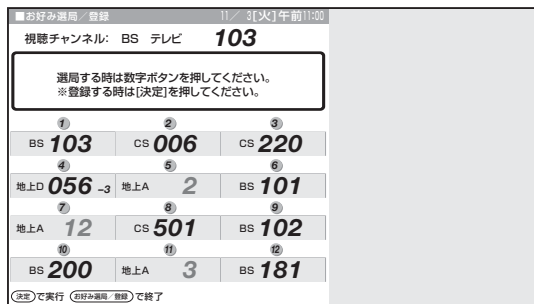 ■お好み選局／登録 11／ 3[火]午前11:00
視聴チャンネル: BS テレビ 103
選局する時は数字ボタンを押してください。
※登録する時は[決定]を押してください。
1 2 3
BS 103 CS 006 CS 220
4 5 6
地上D 056 -3 地上A 2 BS 101
7 8 9
地上A 12 CS 501 BS 102
10 11 12
BS 200 地上A 3 BS 181
決定で実行 お好み選局／登録で終了